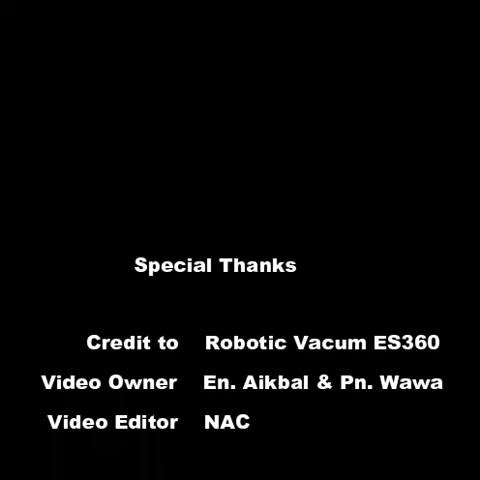 Special Thanks
Credit to Robotic Vacum ES360
Video Owner En. Aikbal & Pn. Wawa
Video Editor NAC